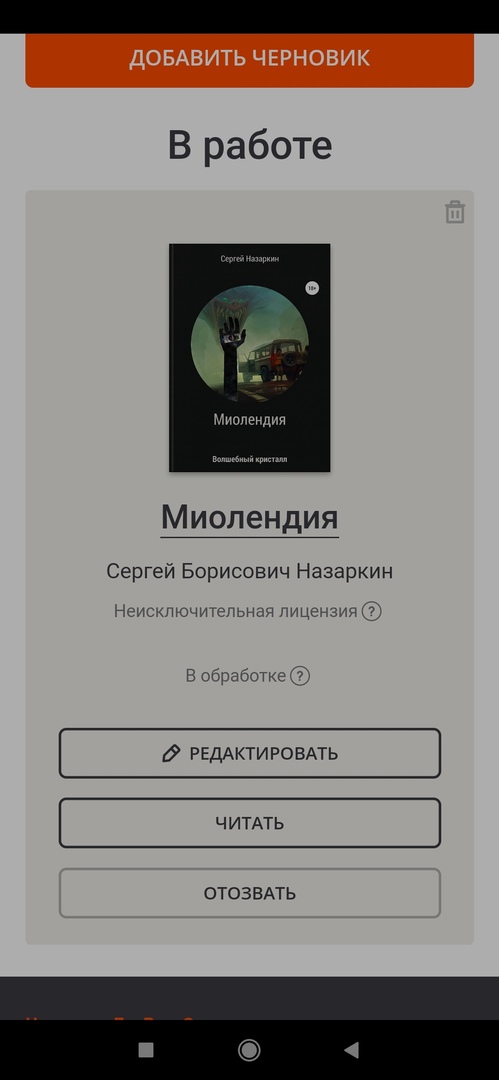 ДОБАВИТЬ ЧЕРНОВИК
В работе
Сергей Назаркин
18+
Миолендия
Волшебный кристалл
Миолендия
Сергей Борисович Назаркин
Неисключительная лицензия ?
В обработке ?
РЕДАКТИРОВАТЬ
ЧИТАТЬ
ОТОЗВАТЬ